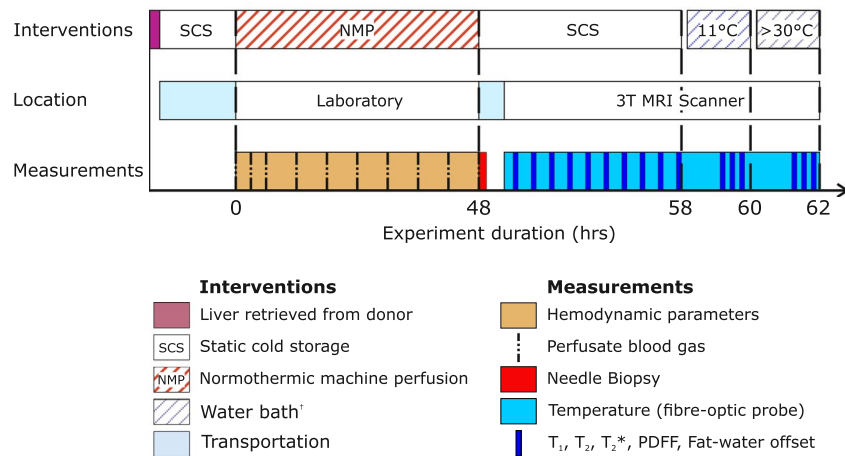 Interventions SCS NMP SCS 11°C >30°C
Location Laboratory 3T MRI Scanner
Measurements
0 48 58 60 62
Experiment duration (hrs)
Interventions
Liver retrieved from donor
SCS Static cold storage
NMP Normothermic machine perfusion
Water bath†
Transportation
Measurements
Hemodynamic parameters
Perfusate blood gas
Needle Biopsy
Temperature (fibre-optic probe)
T₁, T₂, T₂*, PDFF, Fat-water offset